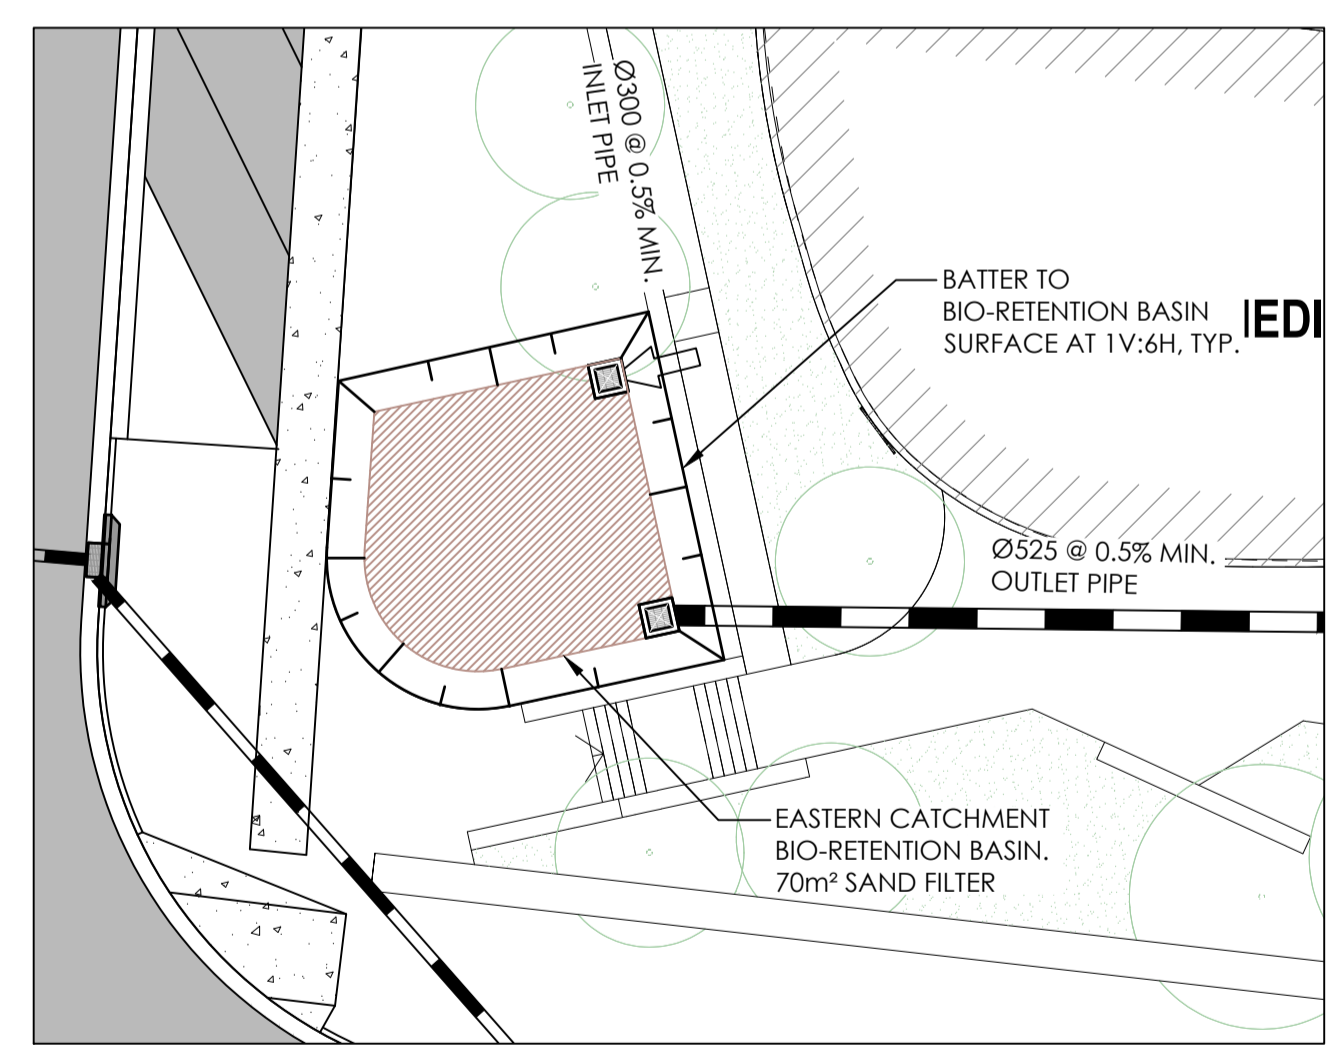 Ø300 @ 0.5% MIN.
INLET PIPE
BATTER TO
BIO-RETENTION BASIN
SURFACE AT 1V:6H, TYP.
IEDI
Ø525 @ 0.5% MIN.
OUTLET PIPE
EASTERN CATCHMENT
BIO-RETENTION BASIN.
70m² SAND FILTER